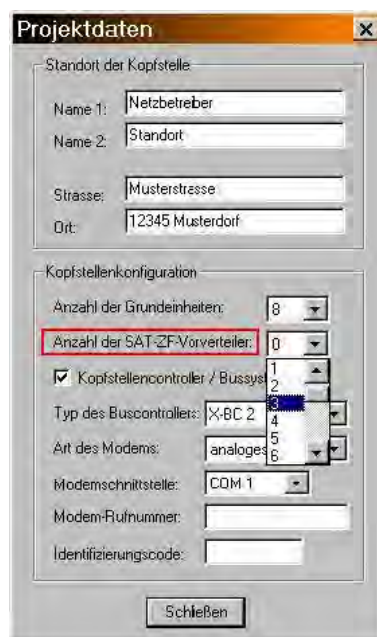 Projektdaten
Standort der Kopfstelle
Name 1: Netzbetreiber
Name 2: Standort
Strasse: Musterstrasse
Ort: 12345 Musterdorf
Kopfstellenkonfiguration
Anzahl der Grundeinheiten: 8
Anzahl der SAT-ZF-Vorverteiler: 0
1
2
3
4
5
6
Kopfstellencontroller / Bussys
Typ des Buscontrollers: X-BC 2
Art des Modems: analoges
Modemschnittstelle: COM 1
Modem-Rufnummer:
Identifizierungscode:
Schließen